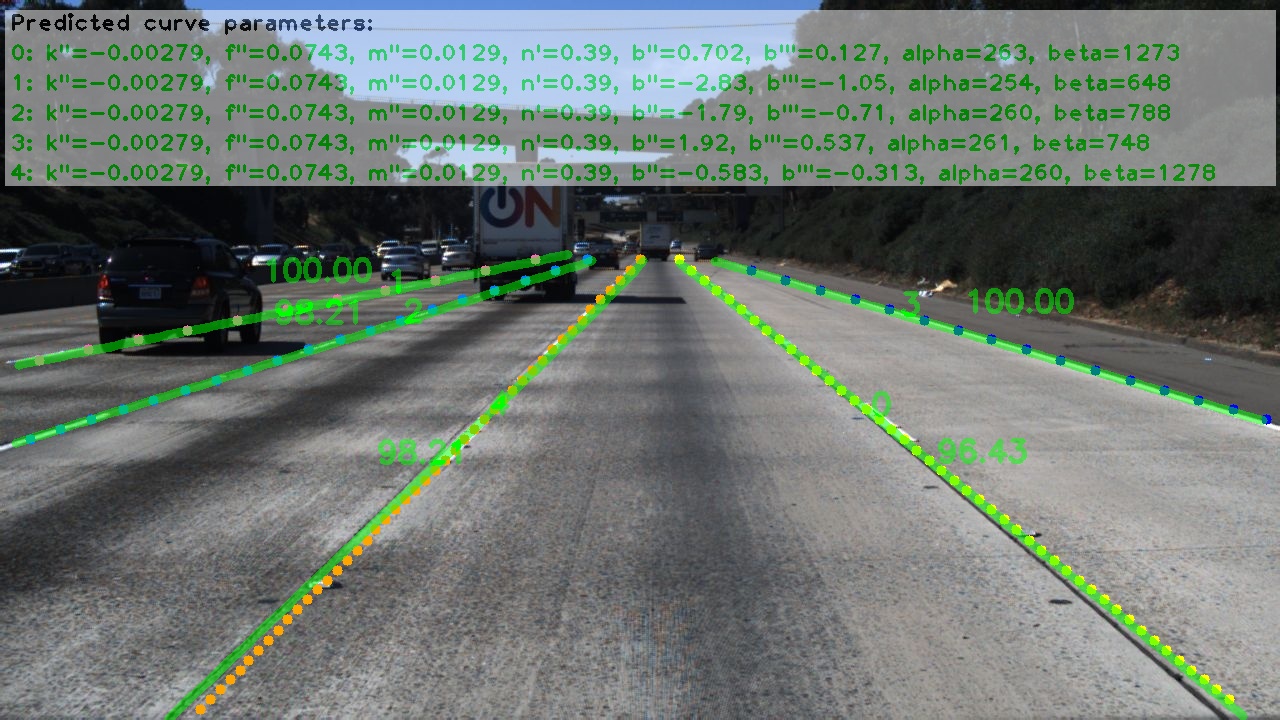 Predicted curve parameters:
0: k''=-0.00279, f''=0.0743, m''=0.0129, n'=0.39, b''=0.702, b'''=0.127, alpha=263, beta=1273
1: k''=-0.00279, f''=0.0743, m''=0.0129, n'=0.39, b''=-2.83, b'''=-1.05, alpha=254, beta=648
2: k''=-0.00279, f''=0.0743, m''=0.0129, n'=0.39, b''=-1.79, b'''=-0.71, alpha=260, beta=788
3: k''=-0.00279, f''=0.0743, m''=0.0129, n'=0.39, b''=1.92, b'''=0.537, alpha=261, beta=748
4: k''=-0.00279, f''=0.0743, m''=0.0129, n'=0.39, b''=-0.583, b'''=-0.313, alpha=260, beta=1278
ON
100.00 1
98.21 2
3 100.00
0
96.43